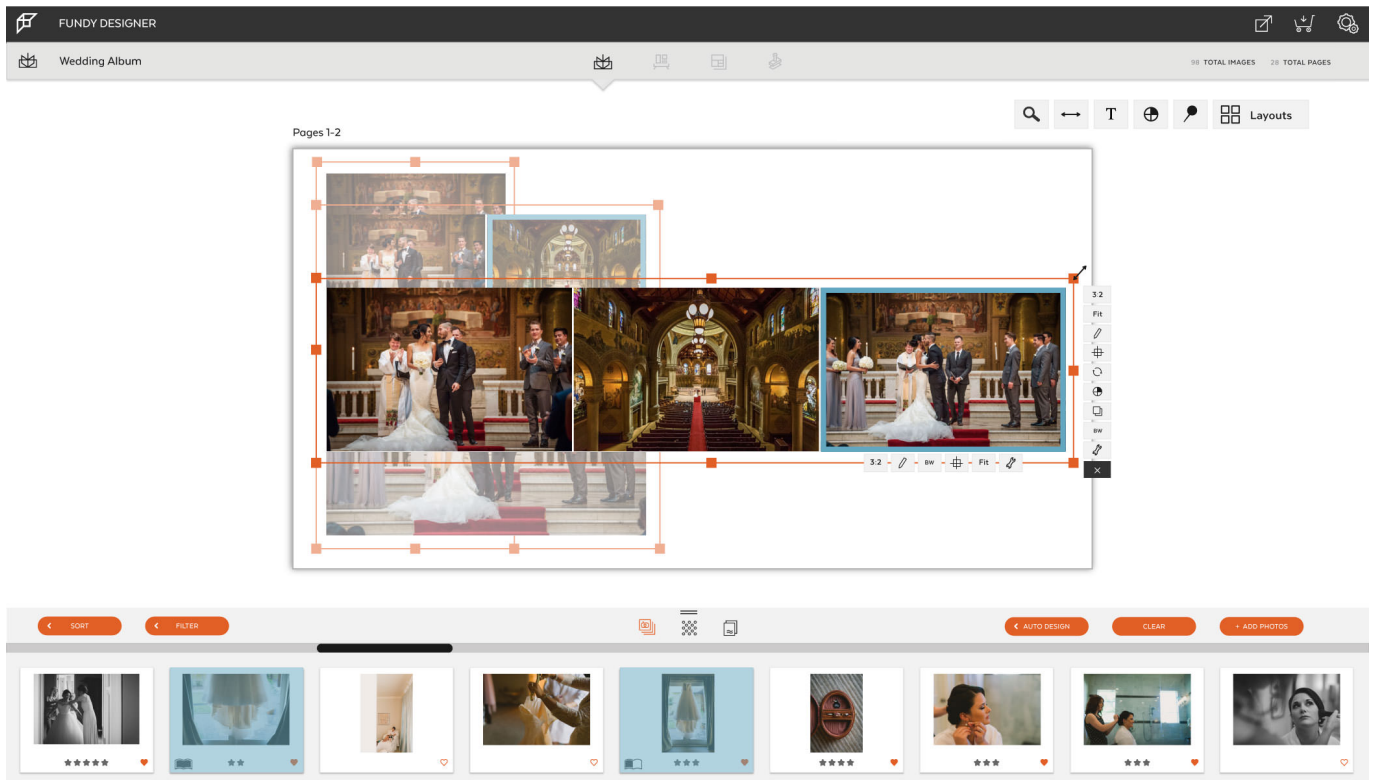 FUNDY DESIGNER
Wedding Album
98 TOTAL IMAGES 28 TOTAL PAGES
T
Layouts
Pages 1-2
3:2
Fit
BW
3:2
BW
Fit
SORT
FILTER
AUTO DESIGN
CLEAR
+ ADD PHOTOS